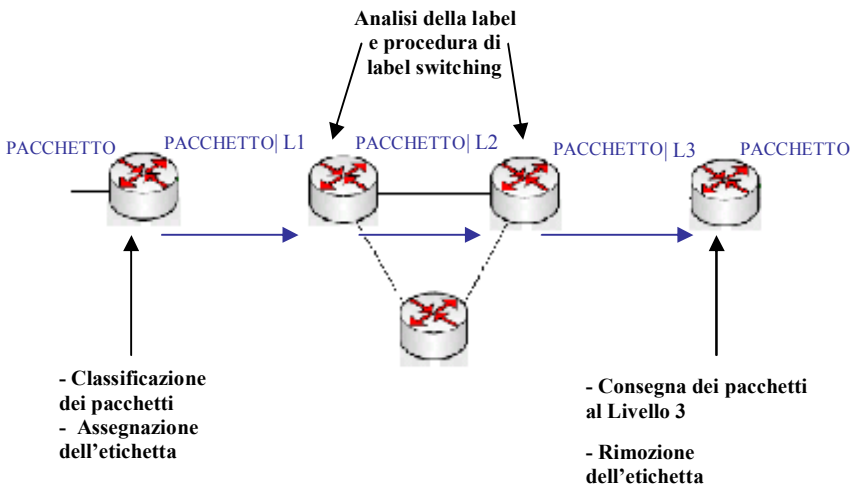 Analisi della label
e procedura di
label switching
PACCHETTO
PACCHETTO| L1
PACCHETTO| L2
PACCHETTO| L3
PACCHETTO
- Classificazione
dei pacchetti
- Assegnazione
dell’etichetta
- Consegna dei pacchetti
al Livello 3
- Rimozione
dell’etichetta